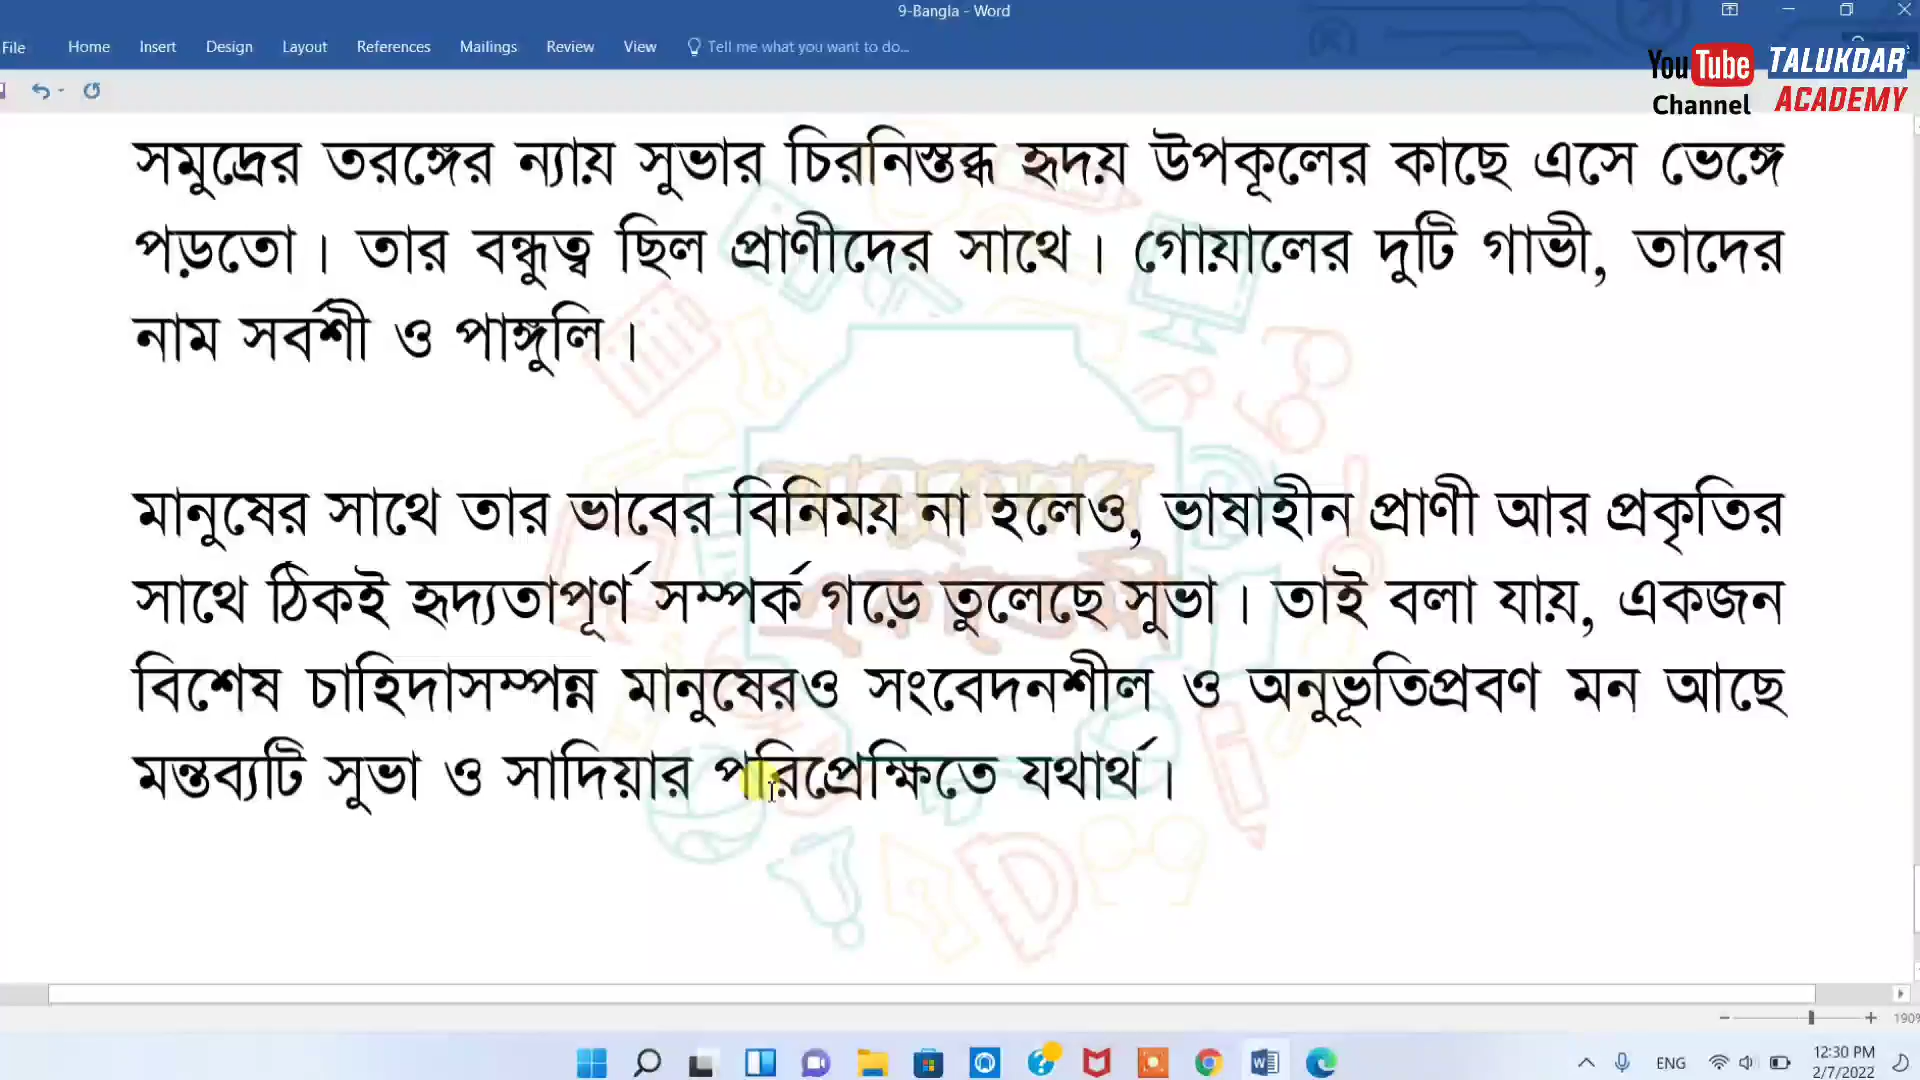 9-Bangla - Word
File Home Insert Design Layout References Mailings Review View Tell me what you want to do...
YouTube TALUKDAR
Channel ACADEMY
সমুদ্রের তরঙ্গের ন্যায় সুভার চিরনিস্তব্ধ হৃদয় উপকূলের কাছে এসে ভেঙ্গে
পড়তো। তার বন্ধুত্ব ছিল প্রাণীদের সাথে। গোয়ালের দুটি গাভী, তাদের
নাম সর্বশী ও পাঙ্গুলি।
মানুষের সাথে তার ভাবের বিনিময় না হলেও, ভাষাহীন প্রাণী আর প্রকৃতির
সাথে ঠিকই হৃদ্যতাপূর্ণ সম্পর্ক গড়ে তুলেছে সুভা। তাই বলা যায়, একজন
বিশেষ চাহিদাসম্পন্ন মানুষেরও সংবেদনশীল ও অনুভূতিপ্রবণ মন আছে
মন্তব্যটি সুভা ও সাদিয়ার পরিপ্রেক্ষিতে যথার্থ।
তালুকদার
একাডেমী
190%
ENG
12:30 PM
2/7/2022